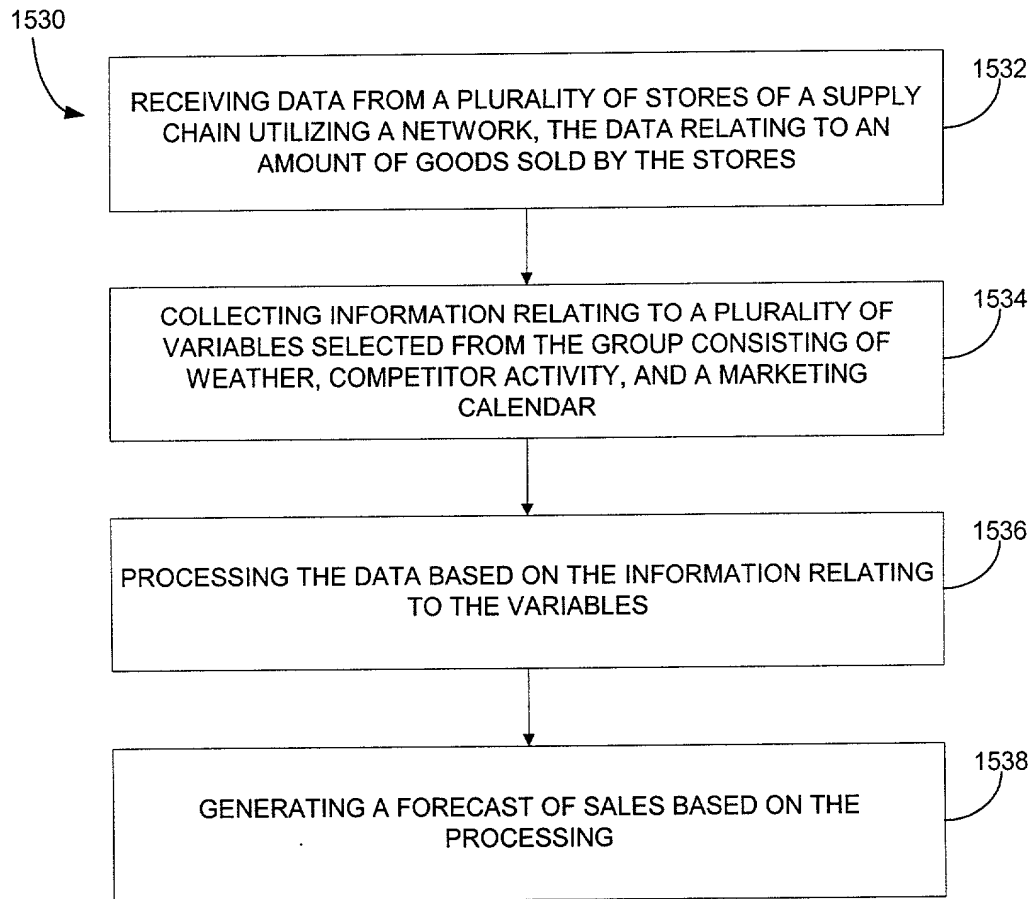 1530
1532
RECEIVING DATA FROM A PLURALITY OF STORES OF A SUPPLY
CHAIN UTILIZING A NETWORK, THE DATA RELATING TO AN
AMOUNT OF GOODS SOLD BY THE STORES
1534
COLLECTING INFORMATION RELATING TO A PLURALITY OF
VARIABLES SELECTED FROM THE GROUP CONSISTING OF
WEATHER, COMPETITOR ACTIVITY, AND A MARKETING
CALENDAR
1536
PROCESSING THE DATA BASED ON THE INFORMATION RELATING
TO THE VARIABLES
1538
GENERATING A FORECAST OF SALES BASED ON THE
PROCESSING